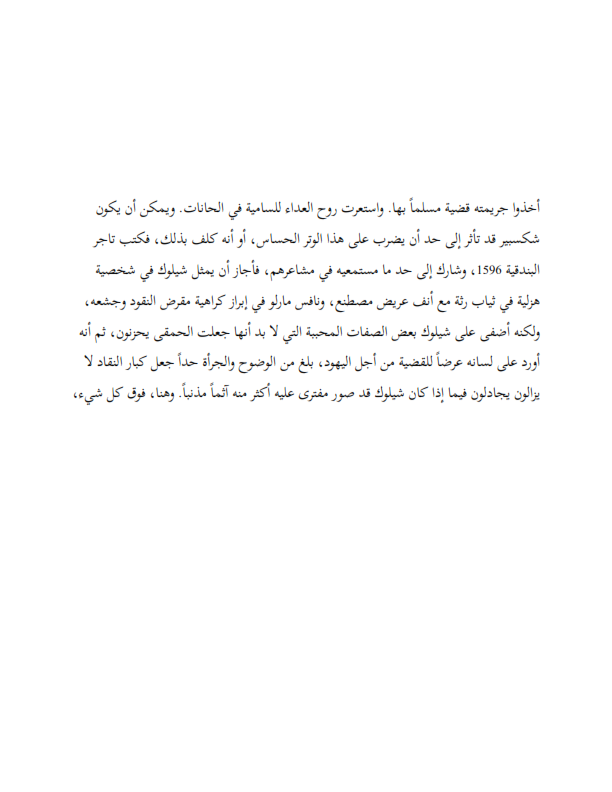 أخذوا جريمته قضية مسلماً بها. واستعرت روح العداء للسامية في الحانات. ويمكن أن يكون
شكسبير قد تأثر إلى حد أن يضرب على هذا الوتر الحساس، أو أنه كلف بذلك، فكتب تاجر
البندقية 1596، وشارك إلى حد ما مستمعيه في مشاعرهم، فأجاز أن يمثل شيلوك في شخصية
هزلية في ثياب رثة مع أنف عريض مصطنع، ونافس مارلو في إبراز كراهية مقرض النقود وجشعه،
ولكنه أضفى على شيلوك بعض الصفات المحببة التي لا بد أنها جعلت الحمقى يحزنون، ثم أنه
أورد على لسانه عرضاً للقضية من أجل اليهود، بلغ من الوضوح والجرأة حداً جعل كبار النقاد لا
يزالون يجادلون فيما إذا كان شيلوك قد صور مفترى عليه أكثر منه آثماً مذنباً. وهنا، فوق كل شيء،